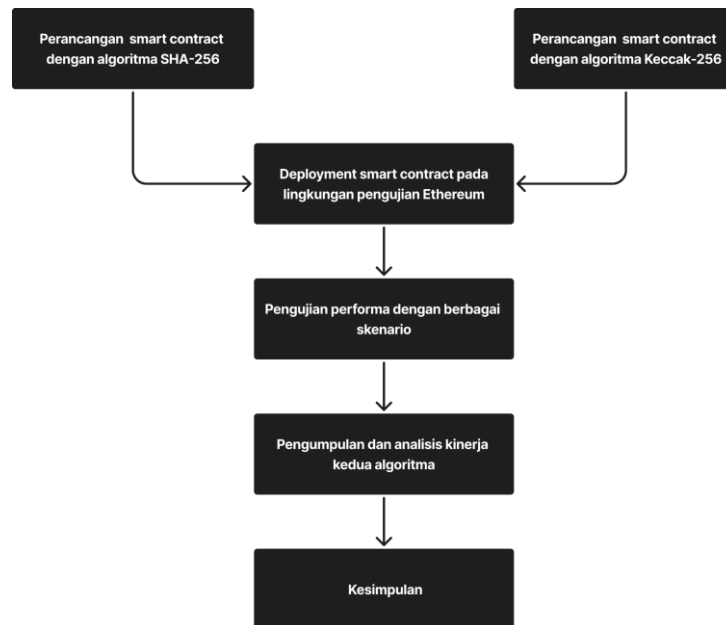 Perancangan smart contract
dengan algoritma SHA-256
Perancangan smart contract
dengan algoritma Keccak-256
Deployment smart contract pada
lingkungan pengujian Ethereum
Pengujian performa dengan berbagai
skenario
Pengumpulan dan analisis kinerja
kedua algoritma
Kesimpulan